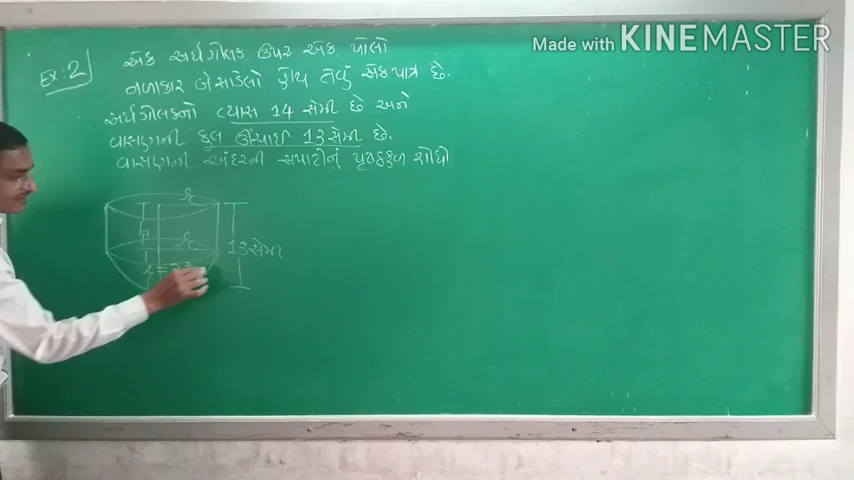 Made with KINEMASTER
Ex:2
એક અર્ધગોલક ઉપર એક પોલો
નળાકાર બેસાડેલો હોય તેવું એક પાત્ર છે.
અર્ધગોલકનો વ્યાસ 14 સેમી છે અને
વાસણની કુલ ઊંચાઈ 13 સેમી છે.
વાસણની અંદરની સપાટીનું પૃષ્ઠફળ શોધો
h
13 સેમી